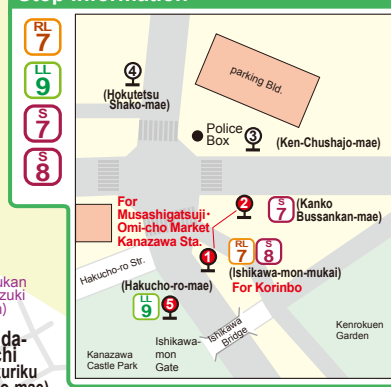 RL
7
LL
9
S
7
S
8
④
(Hokutetsu
Shako-mae)
parking Bld.
Police
Box
③
(Ken-Chushajo-mae)
For
Musashigatsuji・
Omi-cho Market
Kanazawa Sta.
②
S
7
(Kanko
Bussankan-mae)
①
RL
7
S
8
(Ishikawa-mon-mukai)
For Korinbo
Hakucho-ro Str.
(Hakucho-ro-mae)
LL
9
⑤
Ishikawa
Bridge
Kenrokuen
Garden
Kanazawa
Castle Park
Ishikawa-
mon
Gate